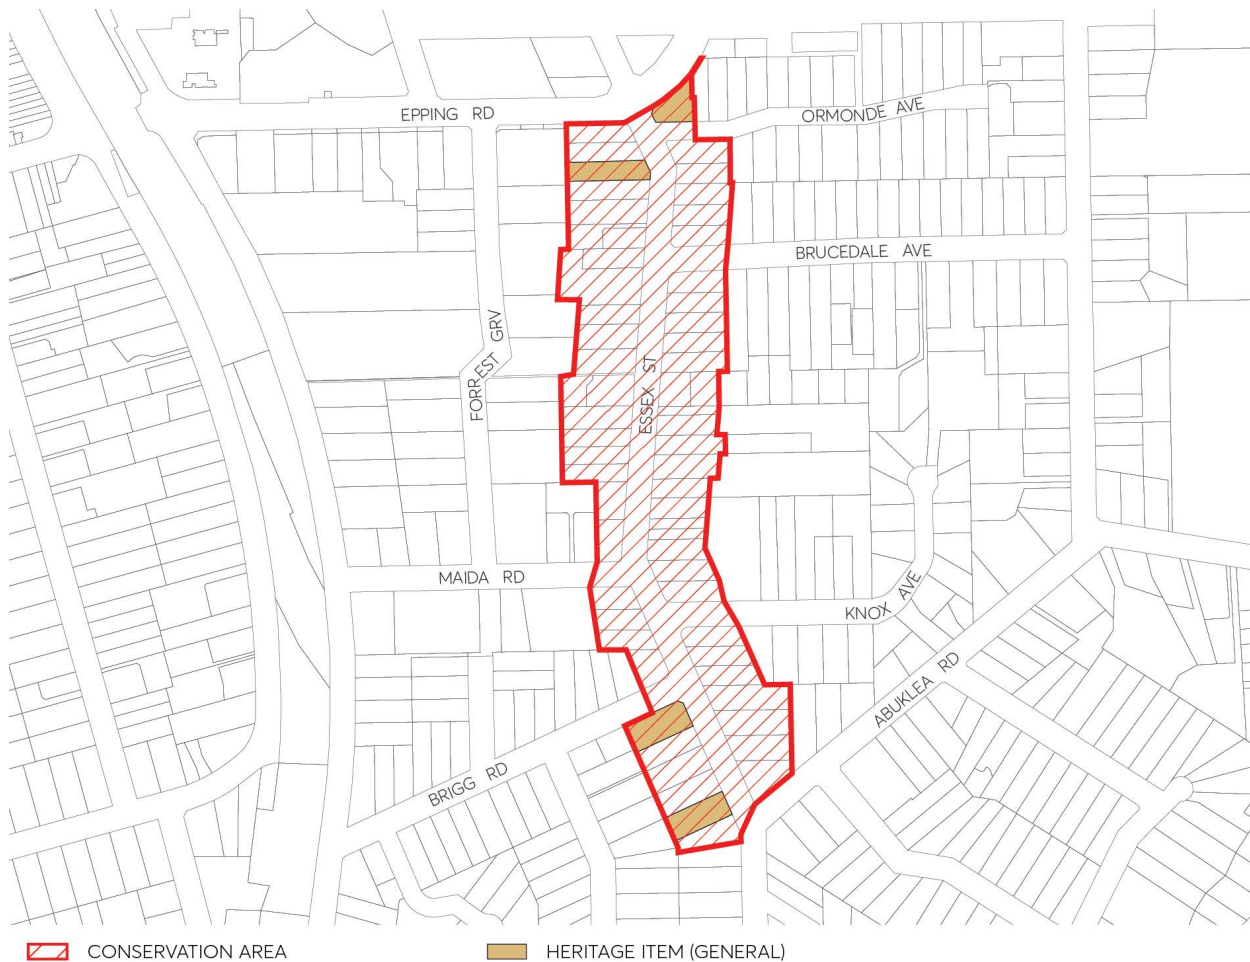 EPPING RD
ORMONDE AVE
BRUCEDALE AVE
FORREST GRV
ESSEX ST
MAIDA RD
KNOX AVE
ABUKLEA RD
BRIGG RD
CONSERVATION AREA
HERITAGE ITEM (GENERAL)